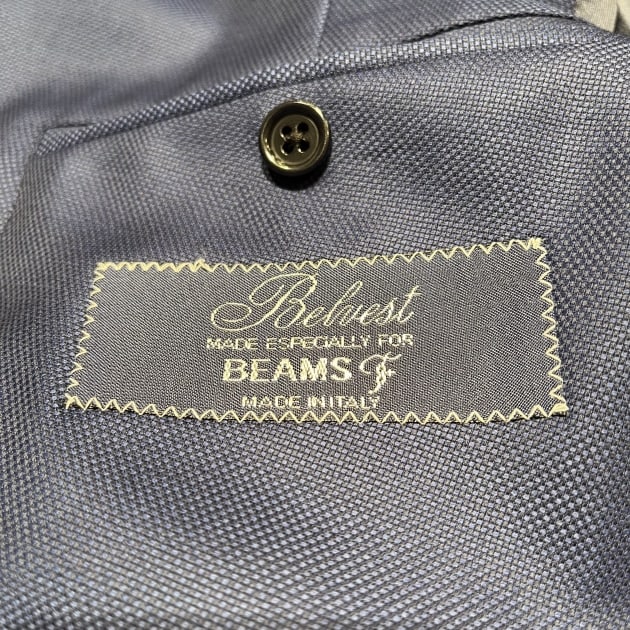 Belvest
MADE ESPECIALLY FOR
BEAMS F
MADE IN ITALY